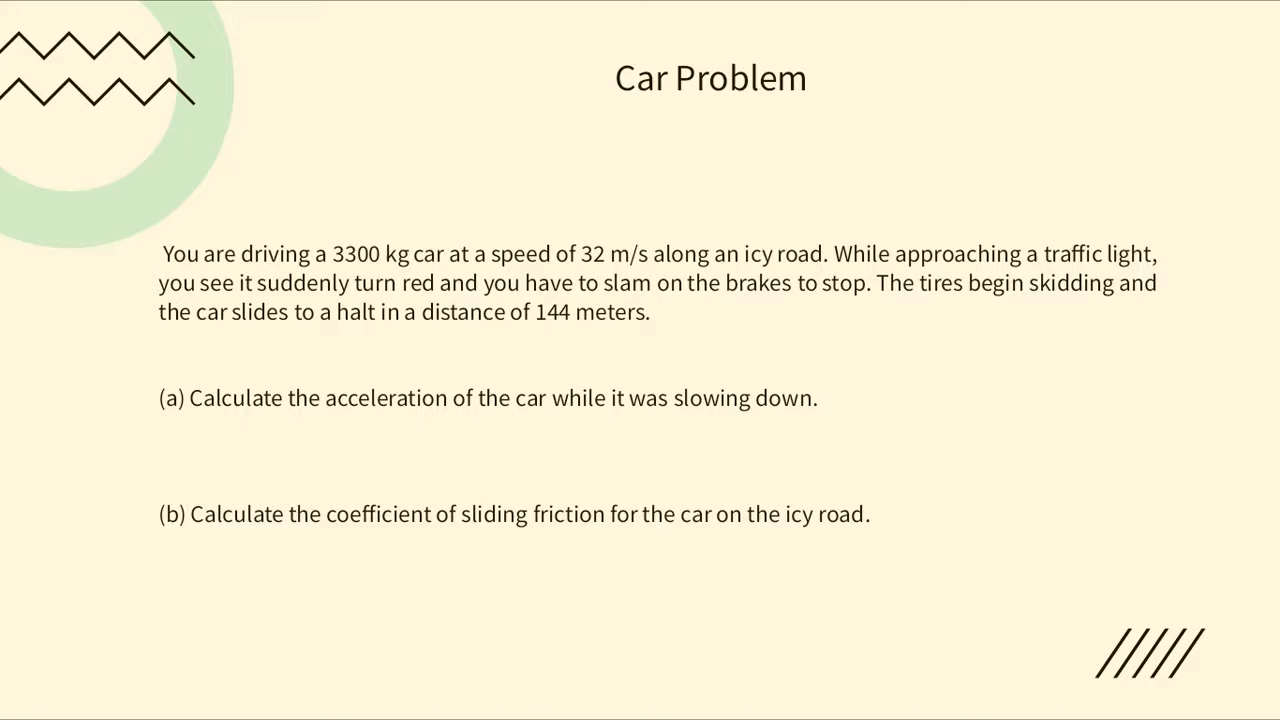 Car Problem
You are driving a 3300 kg car at a speed of 32 m/s along an icy road. While approaching a traffic light,
you see it suddenly turn red and you have to slam on the brakes to stop. The tires begin skidding and
the car slides to a halt in a distance of 144 meters.
(a) Calculate the acceleration of the car while it was slowing down.
(b) Calculate the coefficient of sliding friction for the car on the icy road.